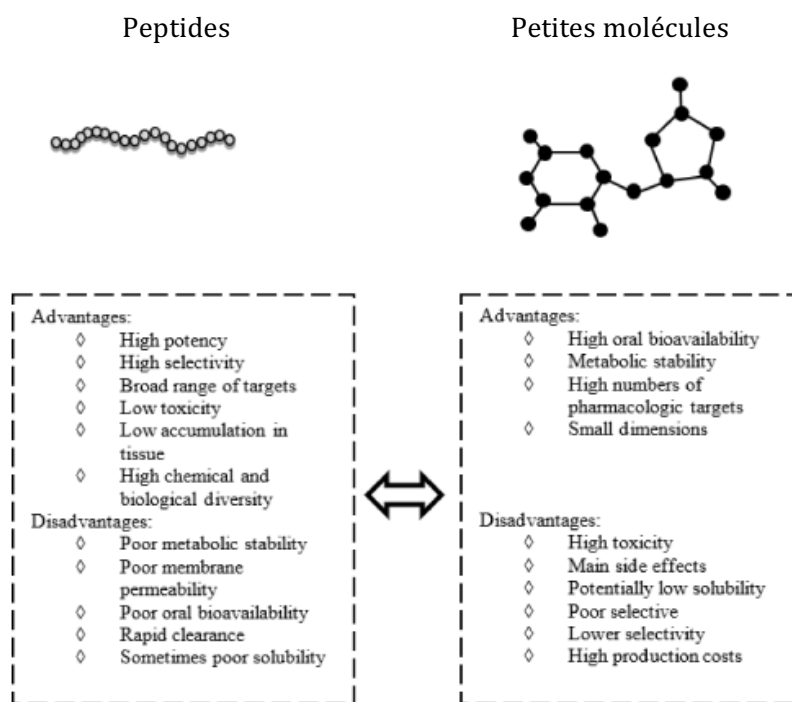 Peptides
Petites molécules
Advantages:
◊ High potency
◊ High selectivity
◊ Broad range of targets
◊ Low toxicity
◊ Low accumulation in
tissue
◊ High chemical and
biological diversity
Disadvantages:
◊ Poor metabolic stability
◊ Poor membrane
permeability
◊ Poor oral bioavailability
◊ Rapid clearance
◊ Sometimes poor solubility
Advantages:
◊ High oral bioavailability
◊ Metabolic stability
◊ High numbers of
pharmacologic targets
◊ Small dimensions
Disadvantages:
◊ High toxicity
◊ Main side effects
◊ Potentially low solubility
◊ Poor selective
◊ Lower selectivity
◊ High production costs